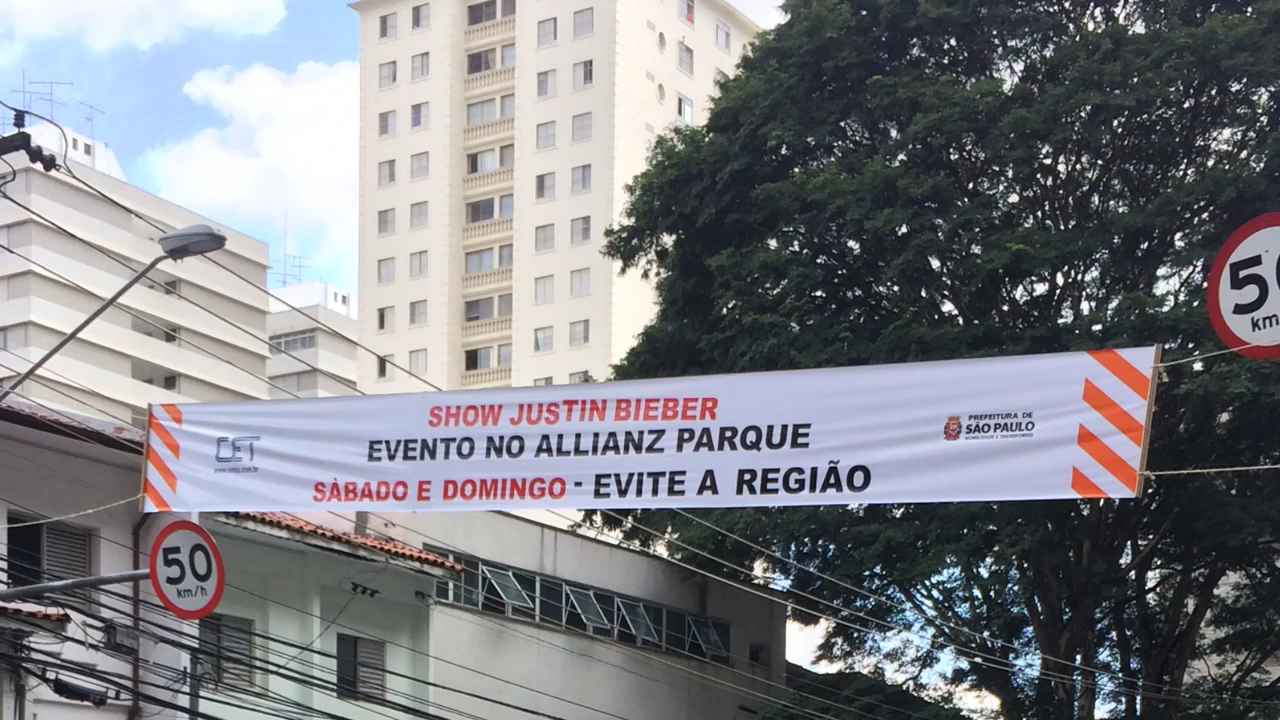 SHOW JUSTIN BIEBER
EVENTO NO ALLIANZ PARQUE
SÀBADO E DOMINGO - EVITE A REGIÃO
CET
www.cetsp.com.br
PREFEITURA DE
SÃO PAULO
MOBILIDADE E TRANSPORTES
50
km/h
50
km